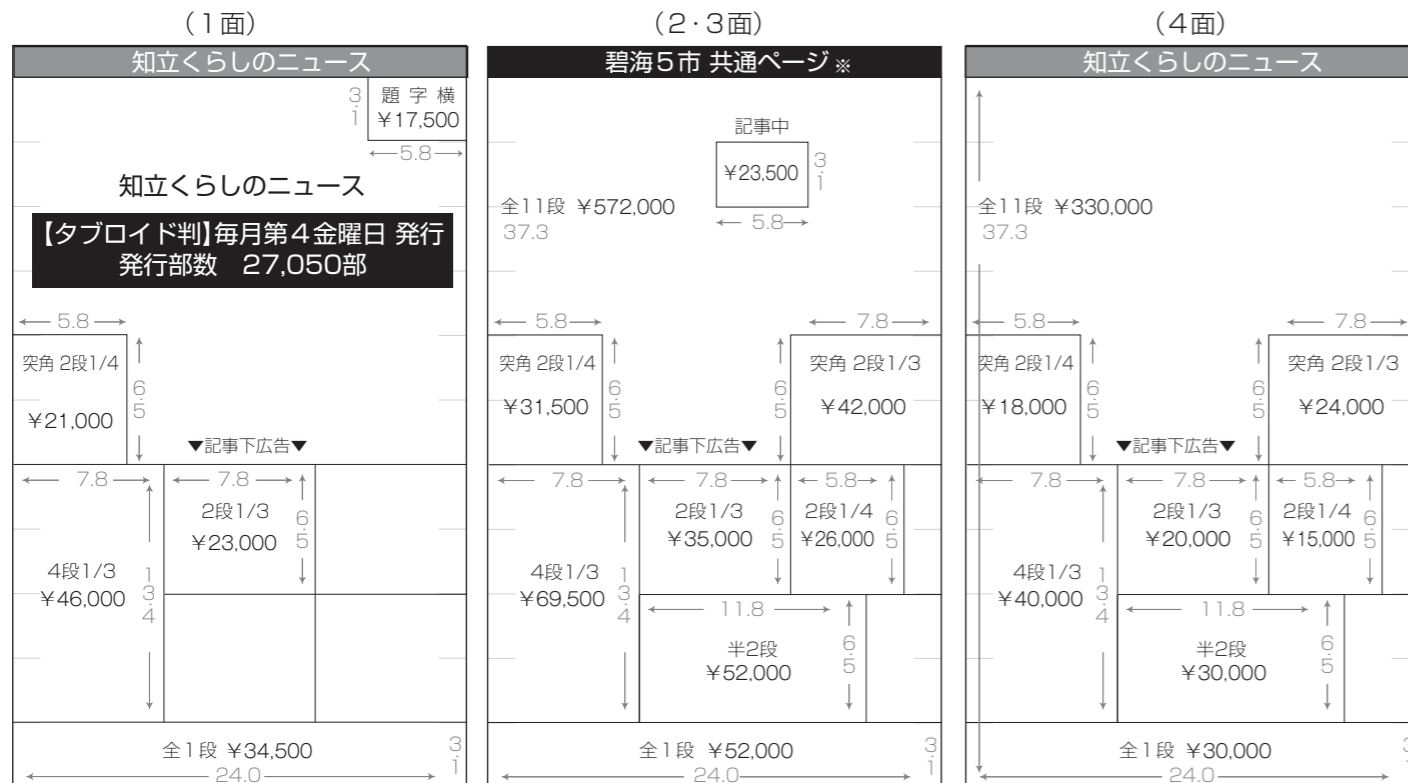 (1面)
知立くらしのニュース
題字横
¥17,500
3.1
5.8
知立くらしのニュース
【タブロイド判】毎月第4金曜日 発行
発行部数 27,050部
5.8
突角 2段1/4
¥21,000
6.5
▼記事下広告▼
7.8
7.8
2段1/3
¥23,000
6.5
4段1/3
¥46,000
13.4
全1段 ¥34,500
3.1
24.0
(2・3面)
碧海5市 共通ページ※
記事中
¥23,500
3.1
5.8
全11段 ¥572,000
37.3
5.8
7.8
突角 2段1/4
¥31,500
6.5
突角 2段1/3
¥42,000
6.5
▼記事下広告▼
7.8
7.8
5.8
2段1/3
¥35,000
6.5
2段1/4
¥26,000
6.5
4段1/3
¥69,500
13.4
11.8
半2段
¥52,000
6.5
全1段 ¥52,000
3.1
24.0
(4面)
知立くらしのニュース
全11段 ¥330,000
37.3
5.8
7.8
突角 2段1/4
¥18,000
6.5
突角 2段1/3
¥24,000
6.5
▼記事下広告▼
7.8
7.8
5.8
2段1/3
¥20,000
6.5
2段1/4
¥15,000
6.5
4段1/3
¥40,000
13.4
11.8
半2段
¥30,000
6.5
全1段 ¥30,000
24.0